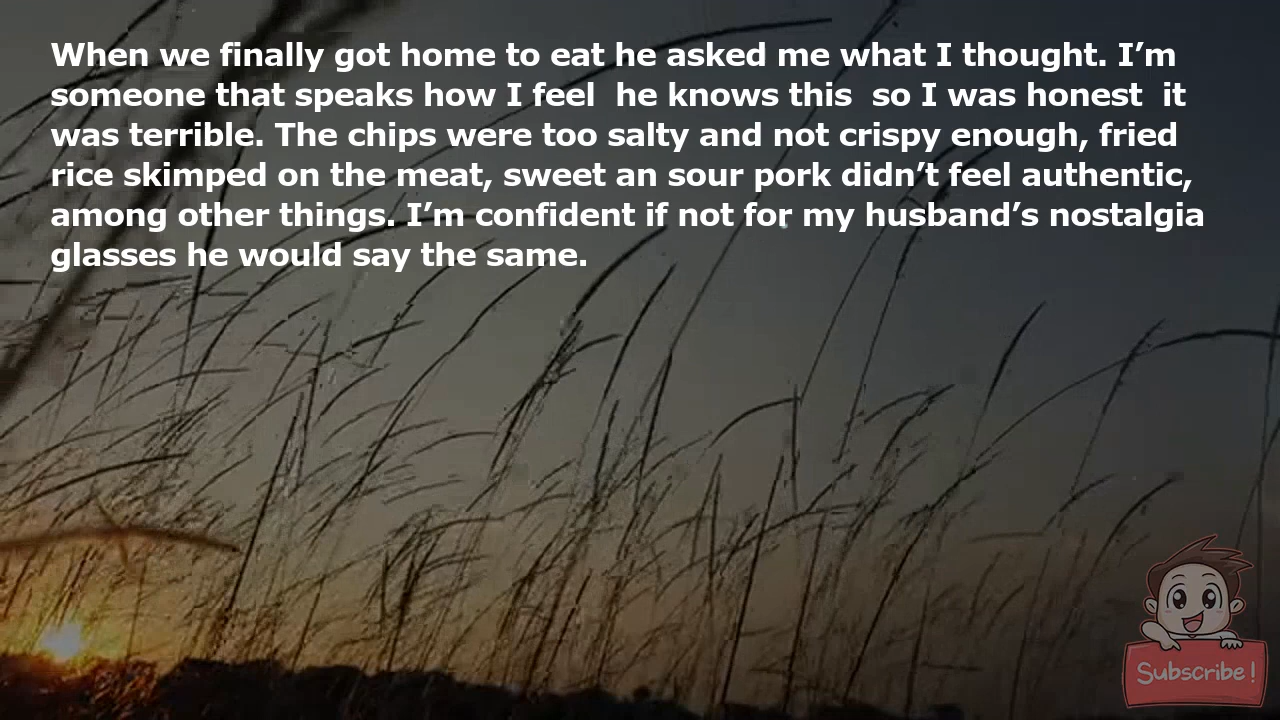 When we finally got home to eat he asked me what I thought. I’m
someone that speaks how I feel  he knows this  so I was honest  it
was terrible. The chips were too salty and not crispy enough, fried
rice skimped on the meat, sweet an sour pork didn’t feel authentic,
among other things. I’m confident if not for my husband’s nostalgia
glasses he would say the same.
Subscribe!